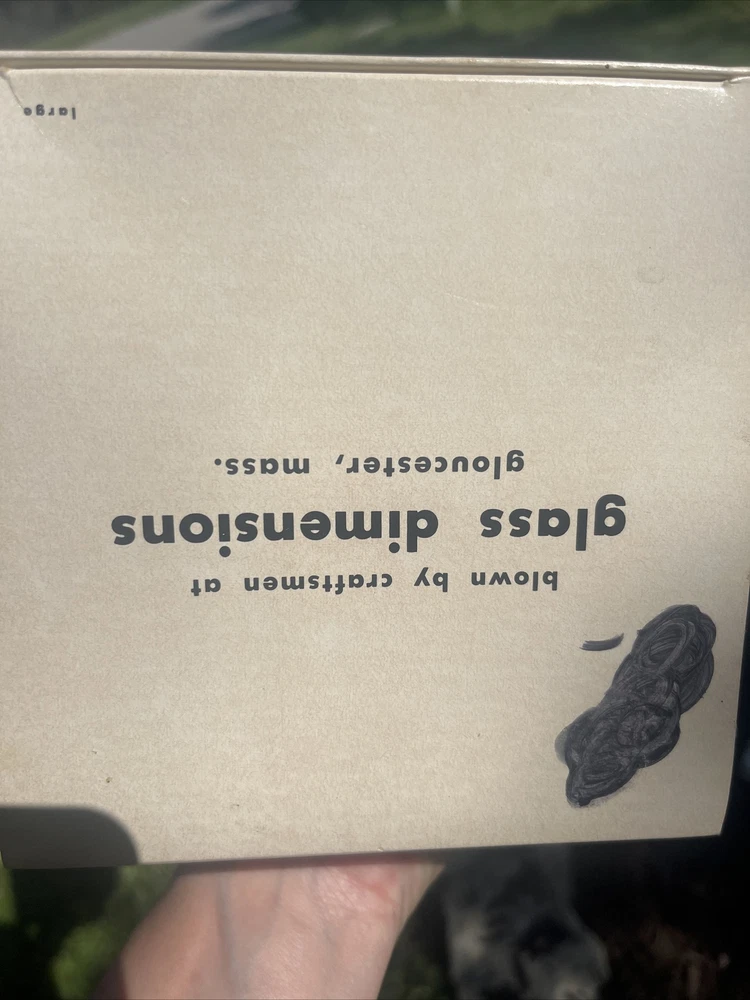 blown by craftsmen at
glass dimensions
gloucester, mass.
large